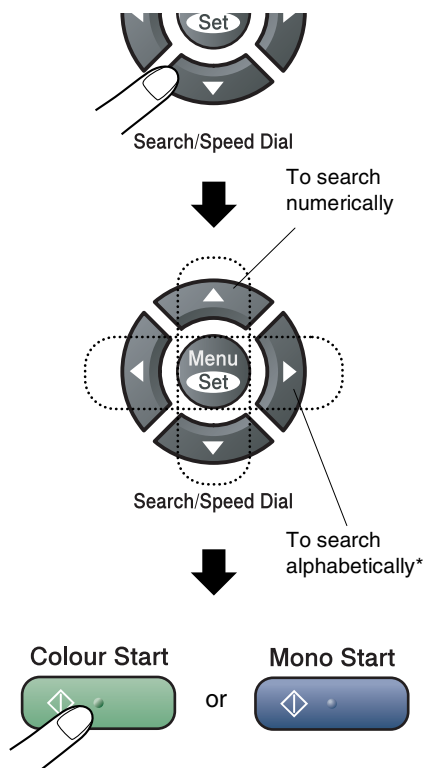 Set
Search/Speed Dial
To search
numerically
Menu
Set
Search/Speed Dial
To search
alphabetically*
Colour Start
Mono Start
or